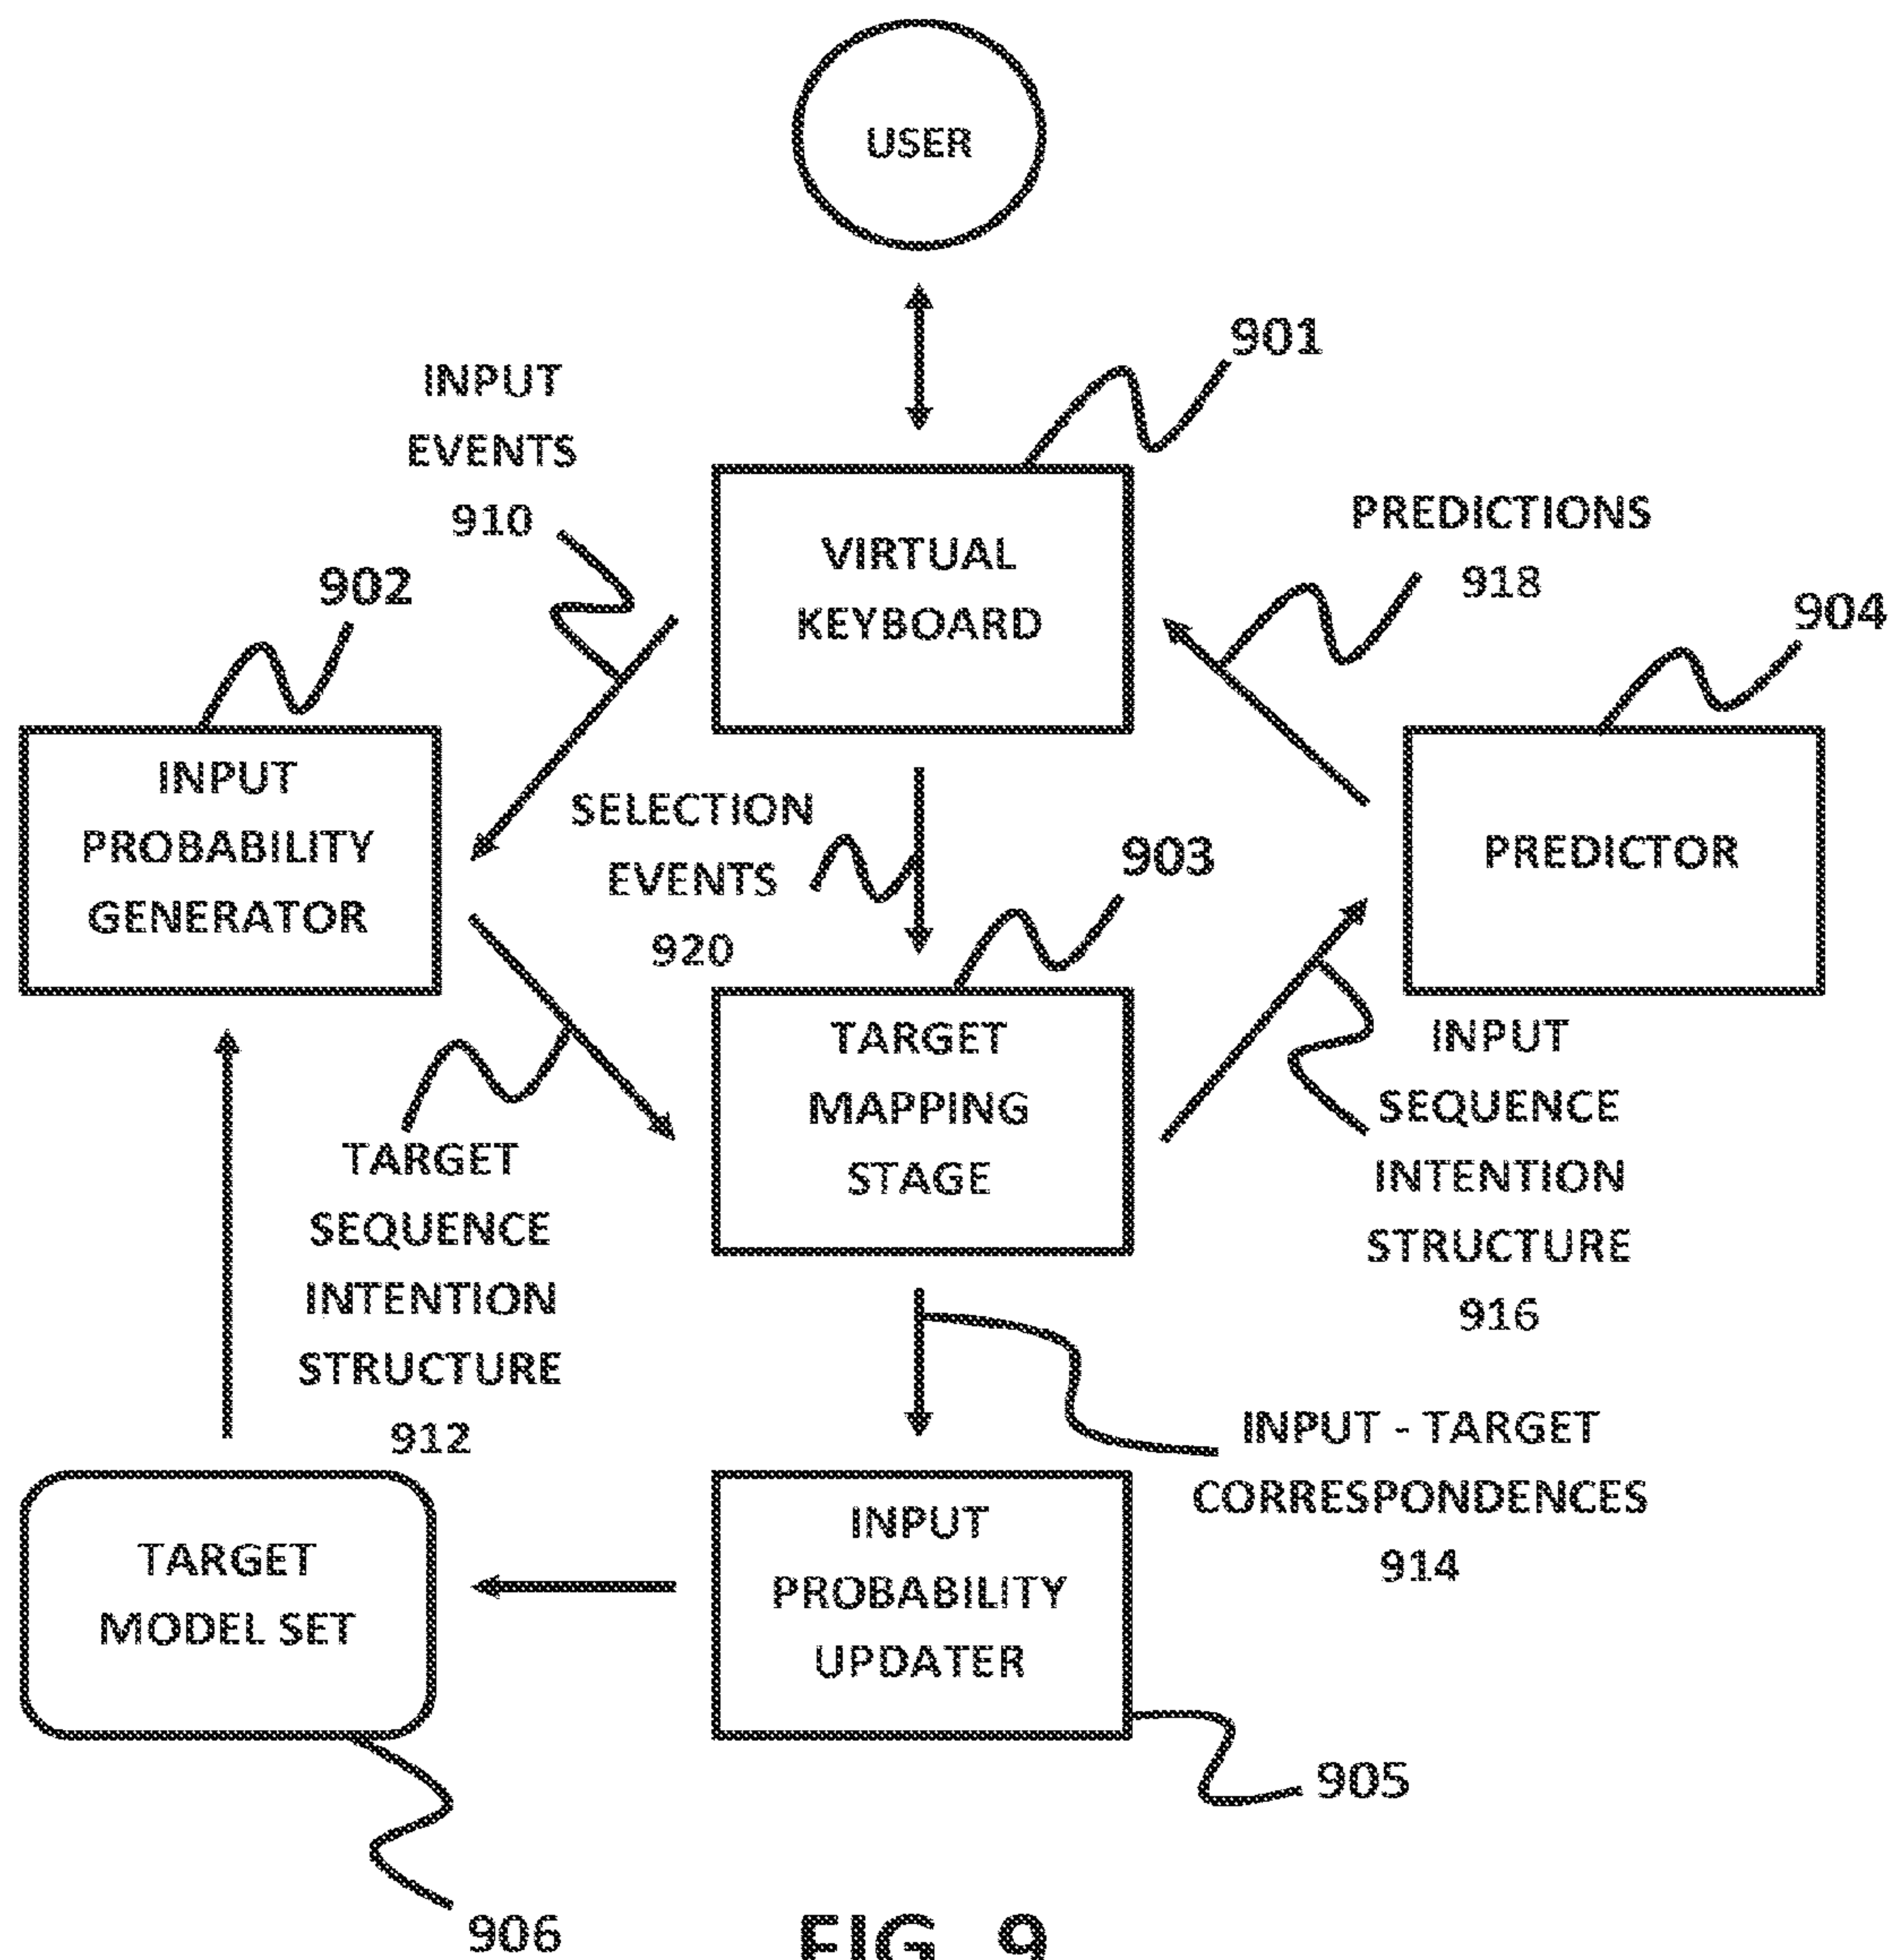 USER
901
INPUT
EVENTS
910
PREDICTIONS
918
902
VIRTUAL
KEYBOARD
904
INPUT
PROBABILITY
GENERATOR
SELECTION
EVENTS
920
903
PREDICTOR
TARGET
MAPPING
STAGE
INPUT
SEQUENCE
INTENTION
STRUCTURE
916
TARGET
SEQUENCE
INTENTION
STRUCTURE
912
INPUT - TARGET
CORRESPONDENCES
914
TARGET
MODEL SET
INPUT
PROBABILITY
UPDATER
905
906
FIG. 9